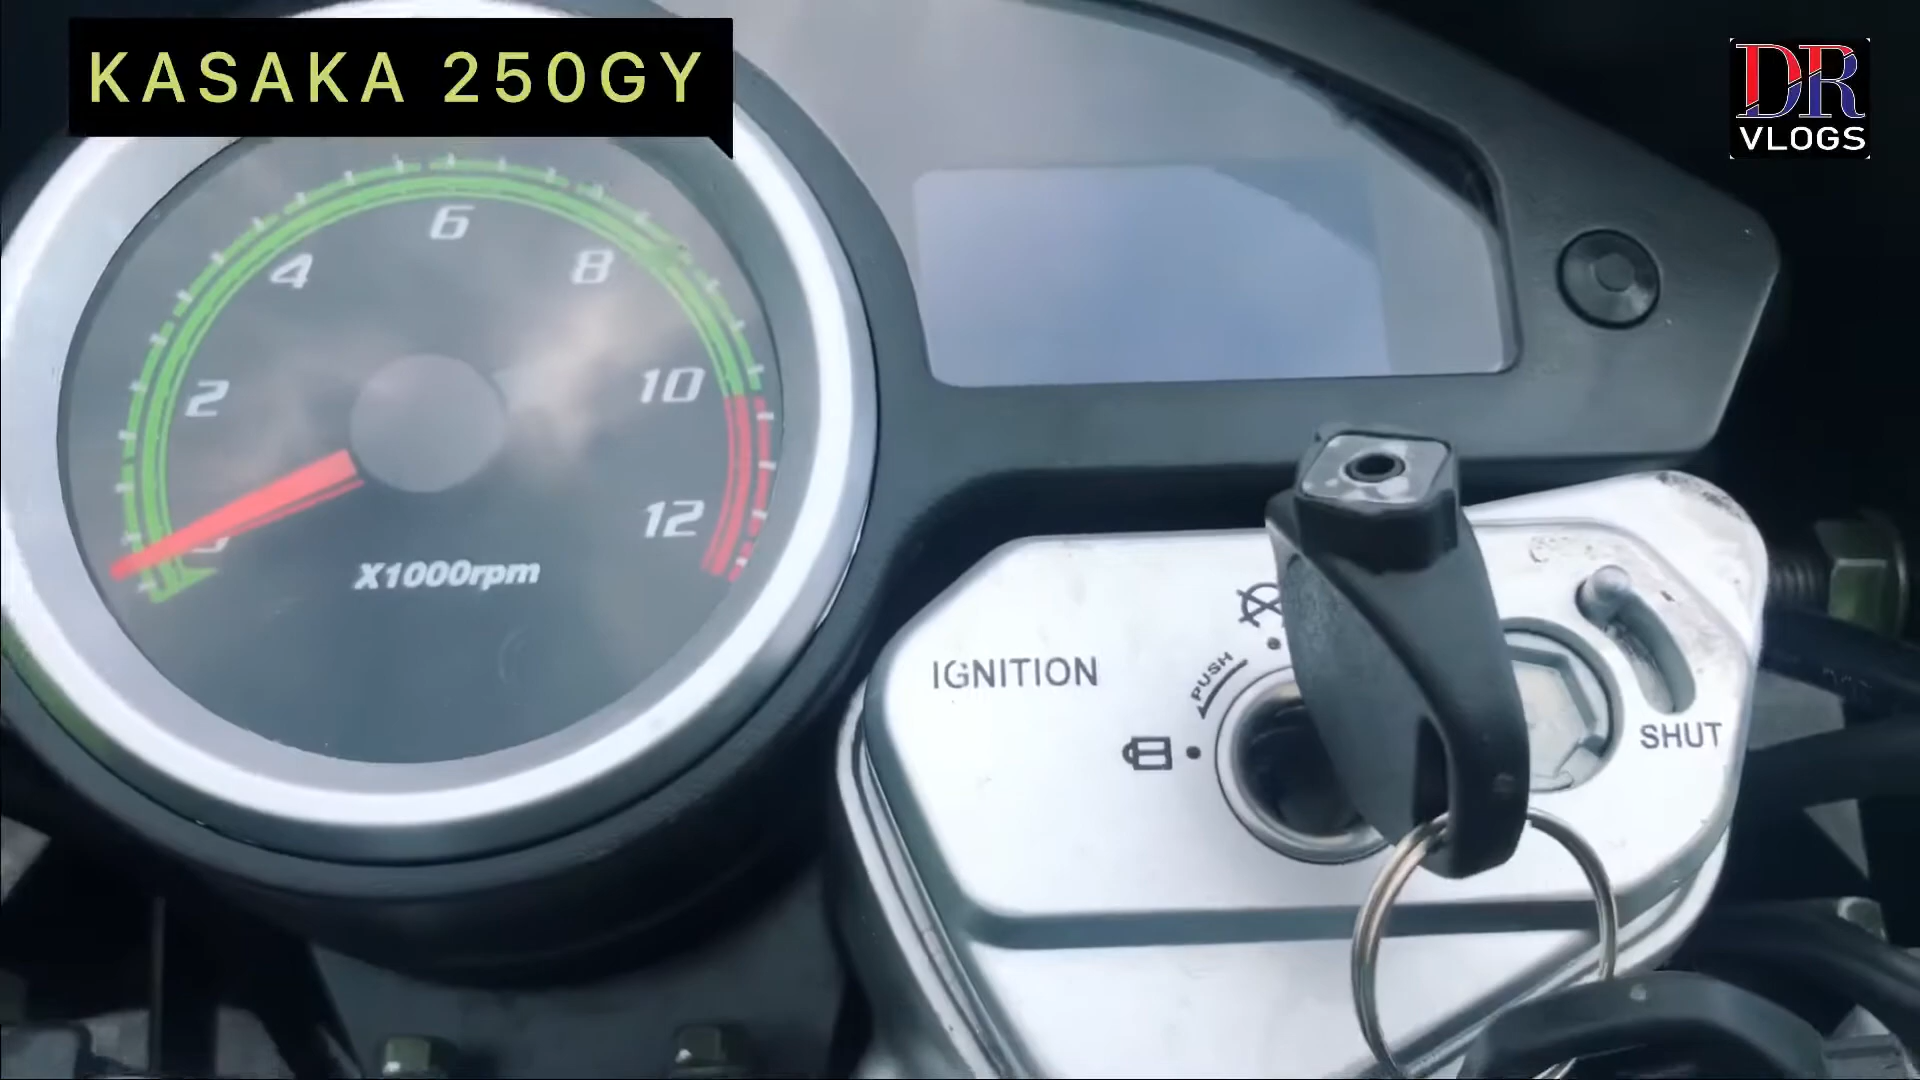 KASAKA 250GY
DR
VLOGS
6
4
8
2
10
12
X1000rpm
IGNITION
PUSH
SHUT